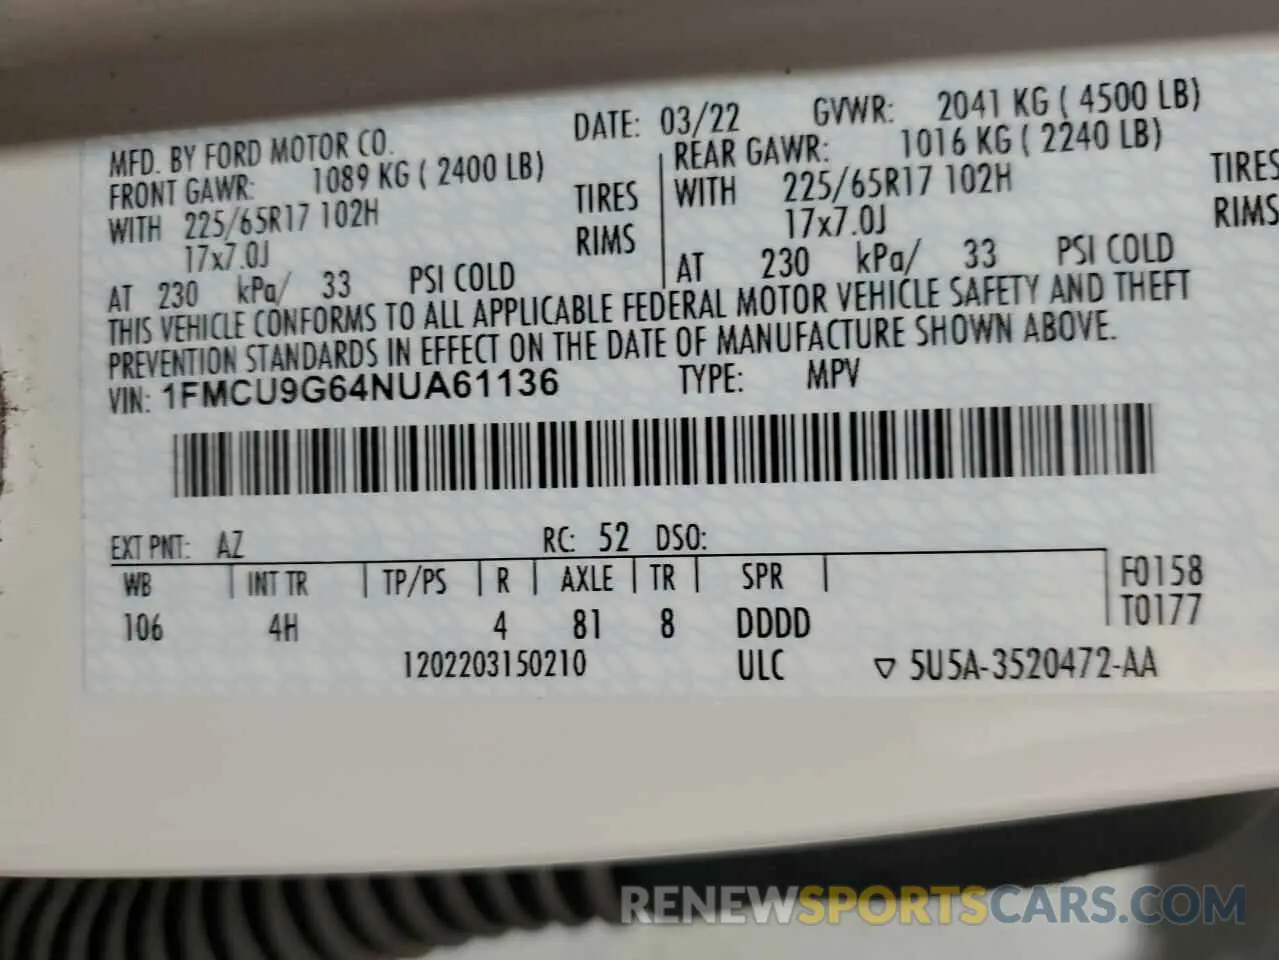 MFD. BY FORD MOTOR CO. DATE: 03/22 GVWR: 2041 KG ( 4500 LB)
FRONT GAWR: 1089 KG ( 2400 LB) REAR GAWR: 1016 KG ( 2240 LB)
WITH 225/65R17 102H TIRES WITH 225/65R17 102H TIRES
17x7.0J RIMS 17x7.0J RIMS
AT 230 kPa/ 33 PSI COLD AT 230 kPa/ 33 PSI COLD
THIS VEHICLE CONFORMS TO ALL APPLICABLE FEDERAL MOTOR VEHICLE SAFETY AND THEFT
PREVENTION STANDARDS IN EFFECT ON THE DATE OF MANUFACTURE SHOWN ABOVE.
VIN: 1FMCU9G64NUA61136 TYPE: MPV
EXT PNT: AZ RC: 52 DSO:
WB INT TR TP/PS R AXLE TR SPR F0158
106 4H 4 81 8 DDDD T0177
1202203150210 ULC ▽ 5U5A-3520472-AA
RENEWSPORTSCARS.COM